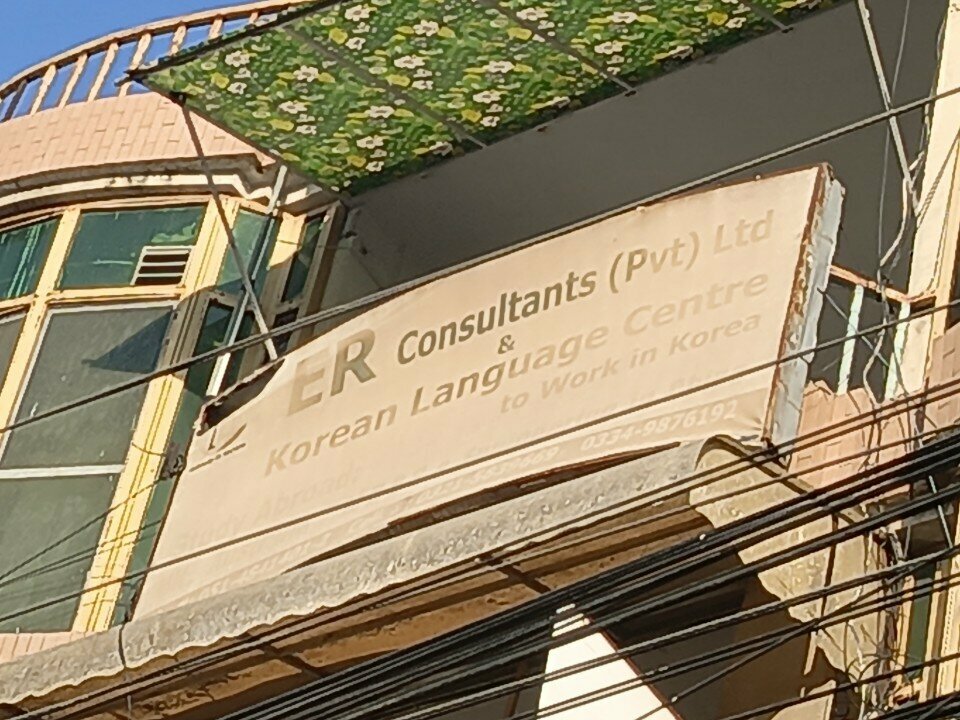 ER Consultants (Pvt) Ltd
&
Korean Language Centre
to Work in Korea
0334-9876192